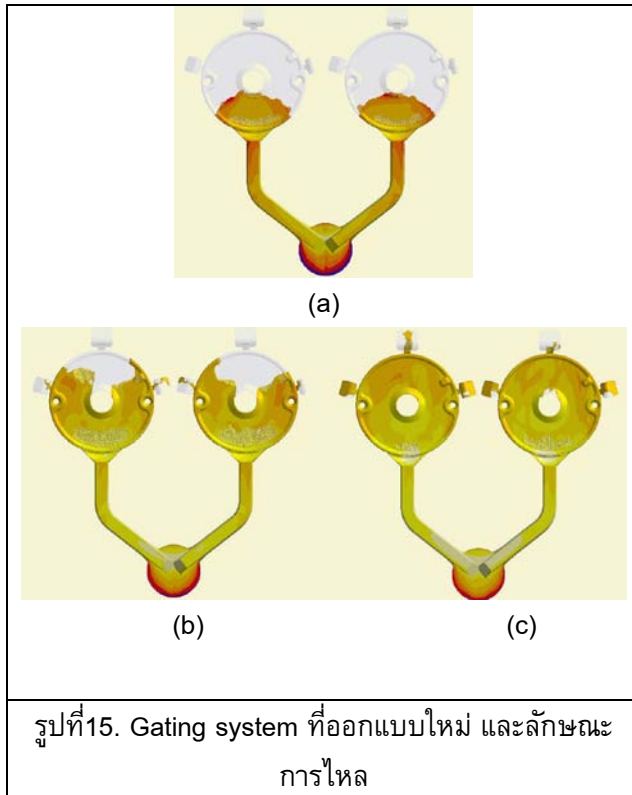 (a)
(b) (c)
รูปที่15. Gating system ที่ออกแบบใหม่ และลักษณะ
การไหล